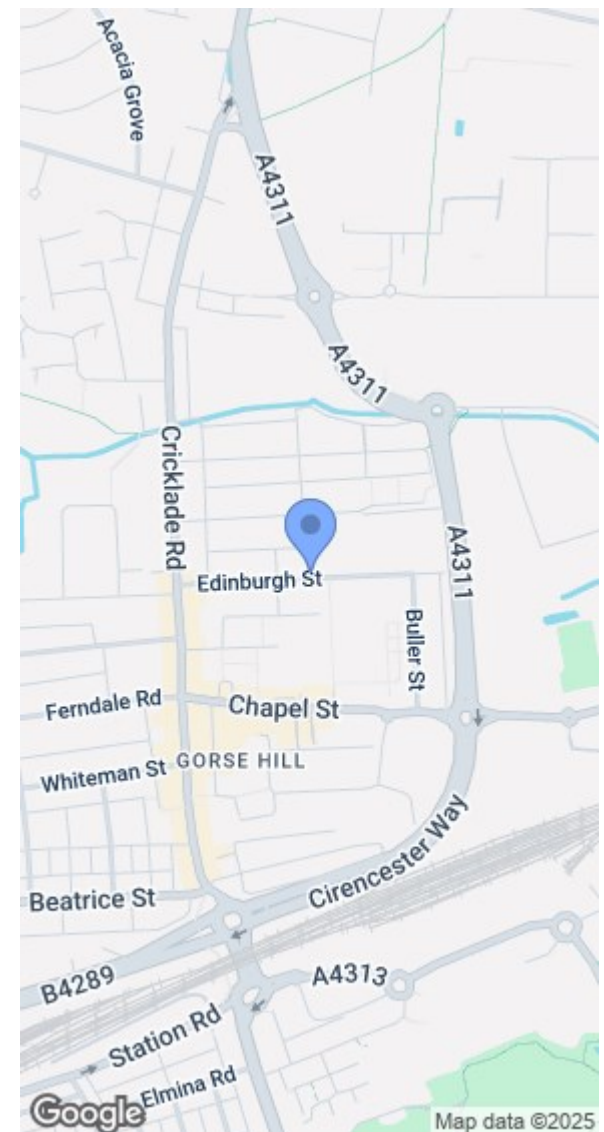 Acacia Grove
A4311
A4311
Cricklade Rd
A4311
Edinburgh St
Buller St
Ferndale Rd
Chapel St
GORSE HILL
Whiteman St
Cirencester Way
Beatrice St
B4289
A4313
Station Rd
Elmina Rd
Google
Map data ©2025